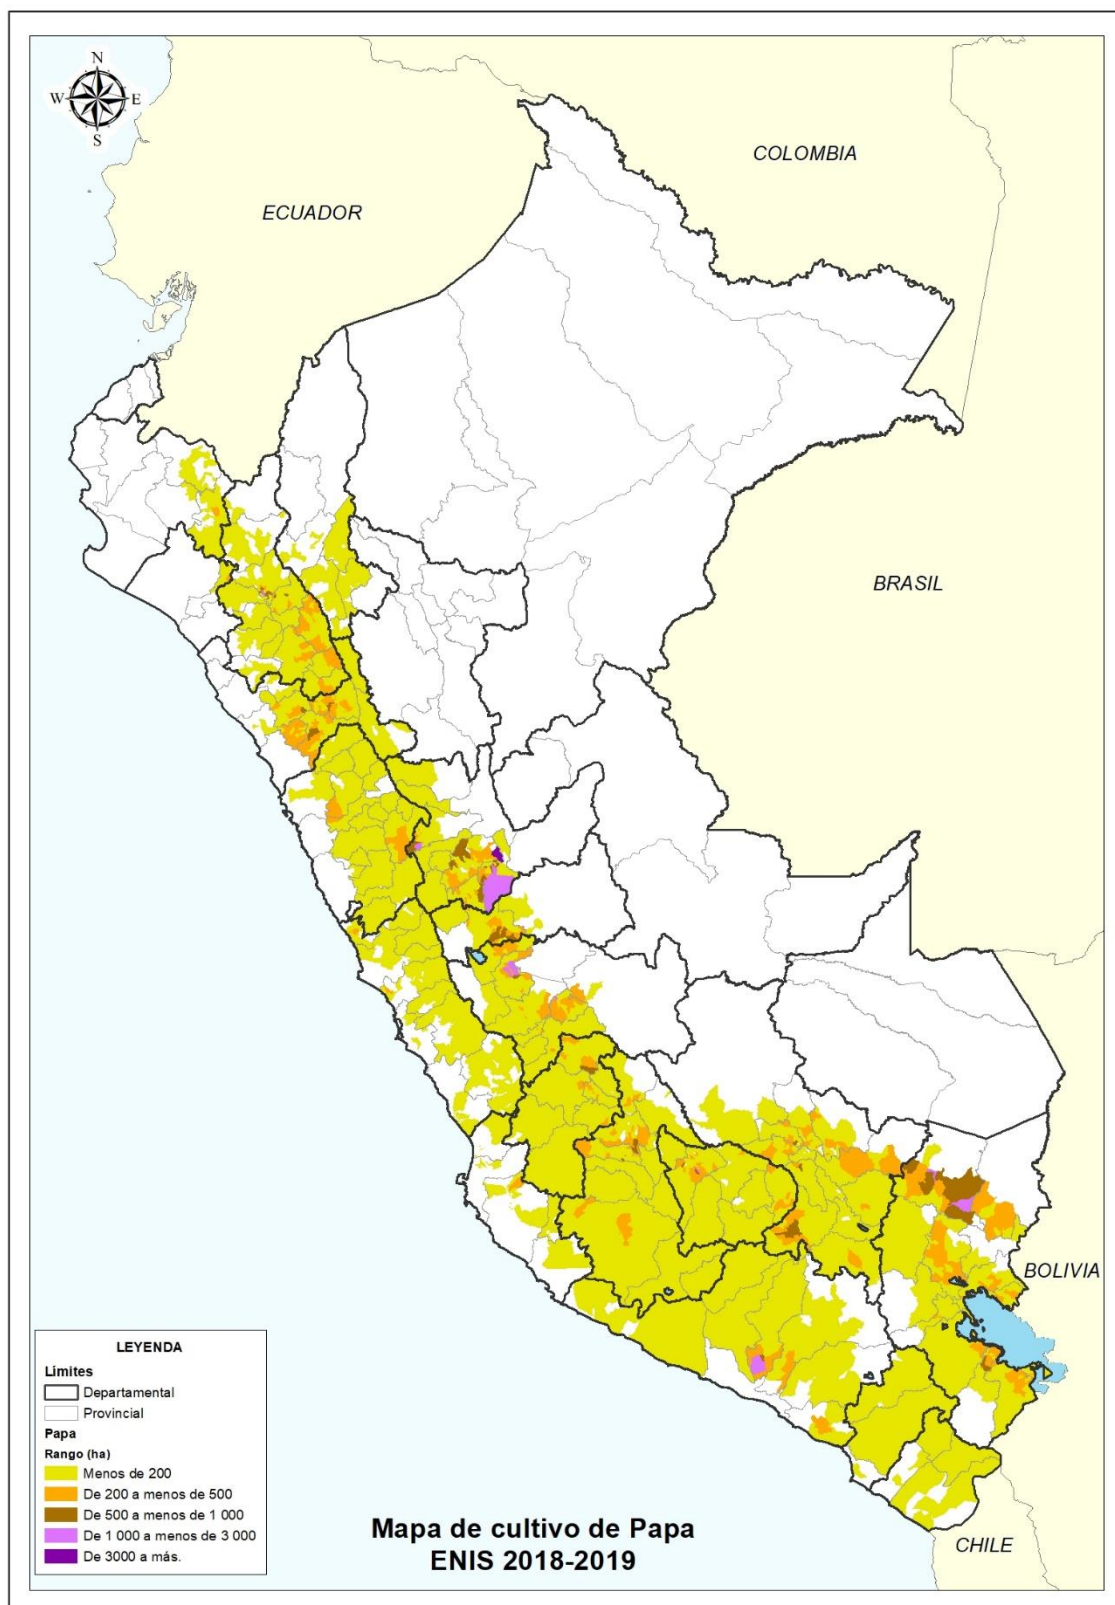 N
W
E
S
COLOMBIA
ECUADOR
BRASIL
BOLIVIA
LEYENDA
Limites
Departamental
Provincial
Papa
Rango (ha)
Menos de 200
De 200 a menos de 500
De 500 a menos de 1 000
De 1 000 a menos de 3 000
De 3000 a más.
Mapa de cultivo de Papa
ENIS 2018-2019
CHILE